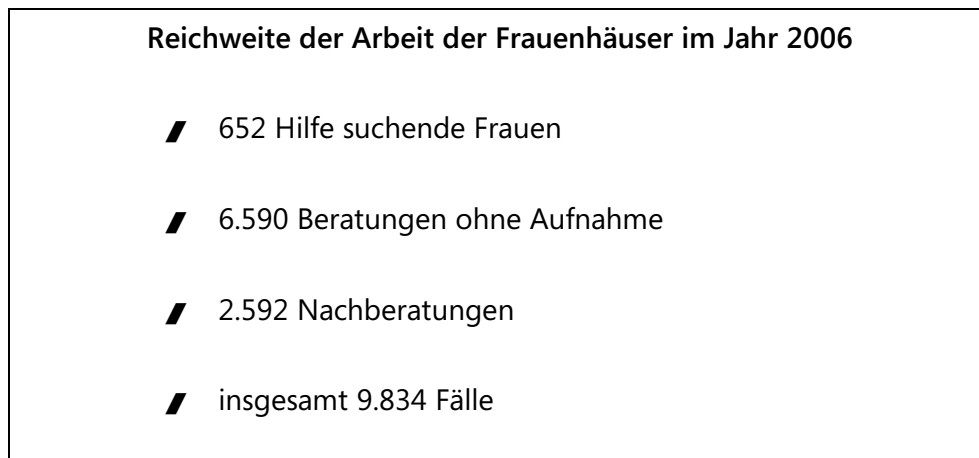 Reichweite der Arbeit der Frauenhäuser im Jahr 2006
652 Hilfe suchende Frauen
6.590 Beratungen ohne Aufnahme
2.592 Nachberatungen
insgesamt 9.834 Fälle